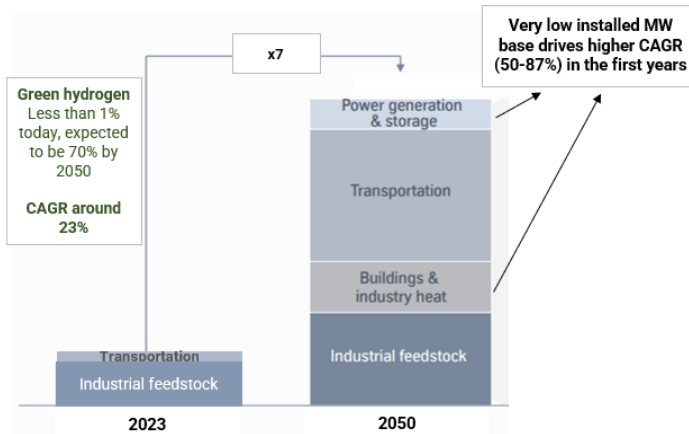 x7
Very low installed MW
base drives higher CAGR
(50-87%) in the first years
Green hydrogen
Less than 1%
today, expected
to be 70% by
2050
CAGR around
23%
Power generation
& storage
Transportation
Buildings &
industry heat
Industrial feedstock
Transportation
Industrial feedstock
2023
2050